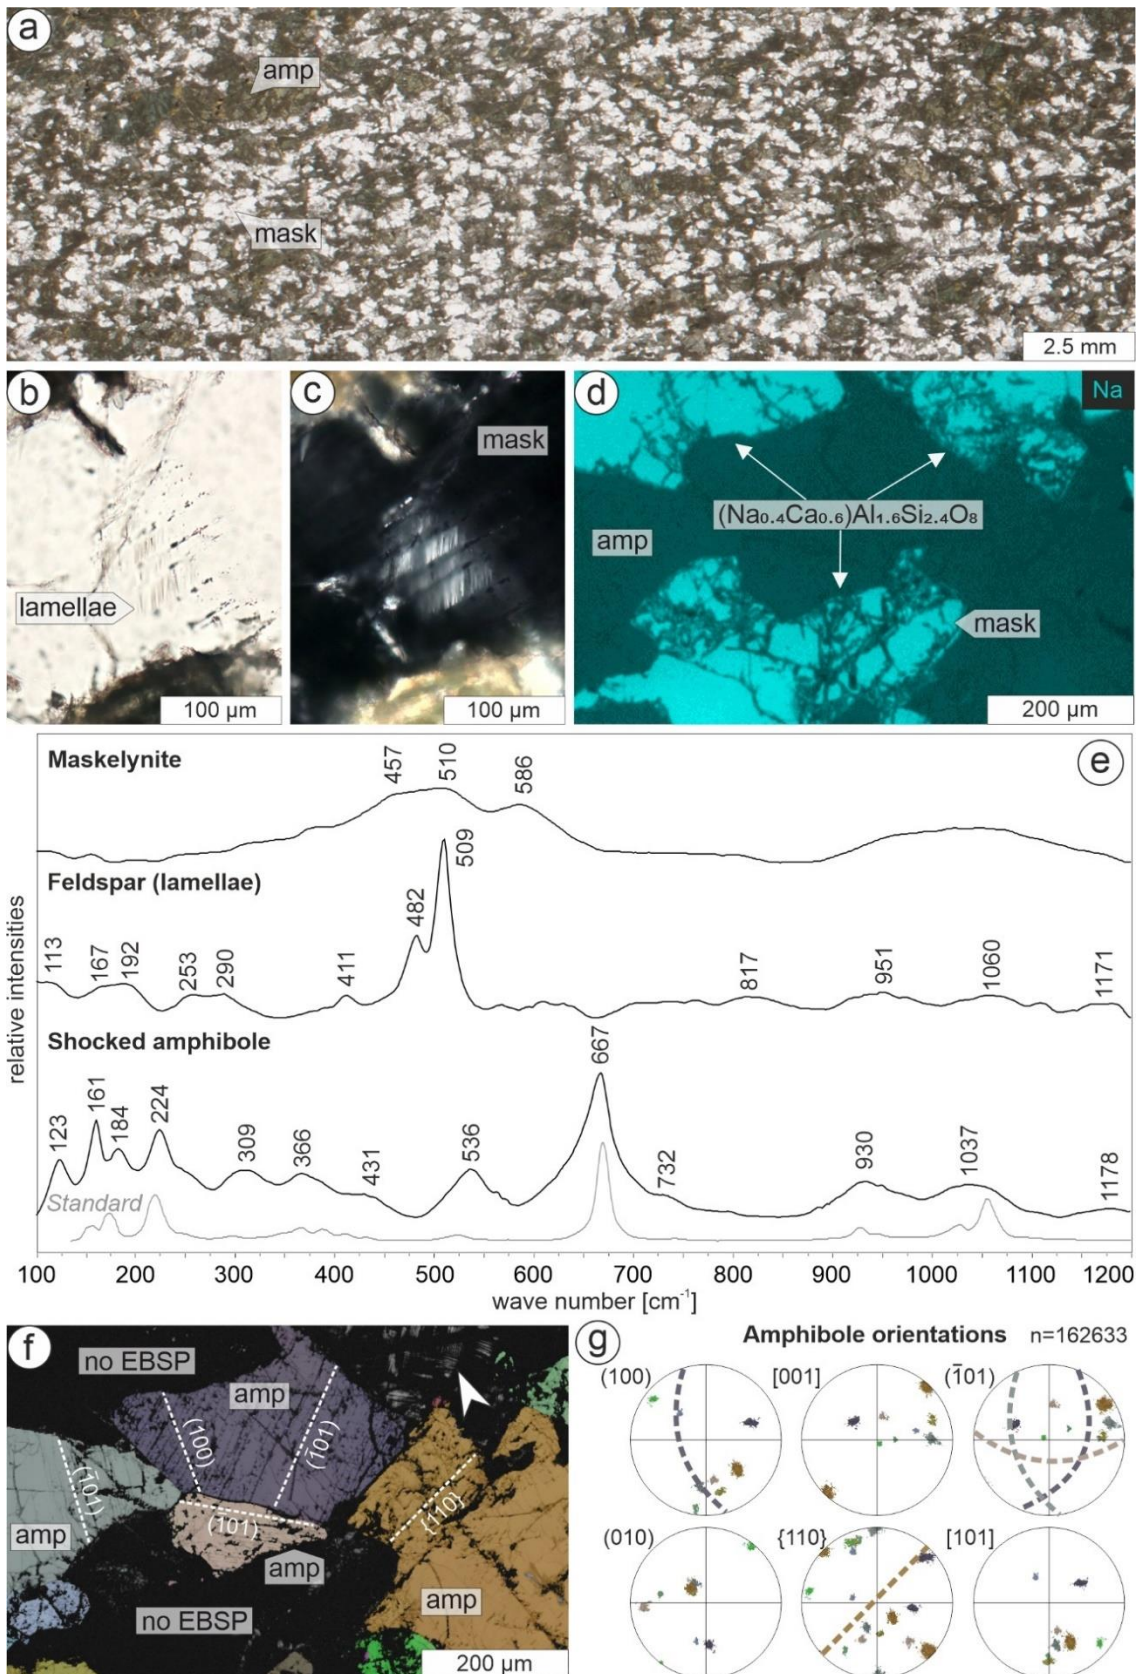 a
amp
mask
2.5 mm
b
lamellae
100 µm
c
mask
100 µm
d
Na
(Na0.4Ca0.6)Al1.6Si2.4O8
amp
mask
200 µm
e
Maskelynite
457
510
586
Feldspar (lamellae)
113
167
192
253
290
411
482
509
817
951
1060
1171
Shocked amphibole
123
161
184
224
309
366
431
536
667
732
930
1037
1178
Standard
relative intensities
100 200 300 400 500 600 700 800 900 1000 1100 1200
wave number [cm⁻¹]
f
no EBSP
amp
(100)
(1̅01)
(101)
amp
(101)
amp
{110}
amp
no EBSP
200 µm
g
Amphibole orientations n=162633
(100)
[001]
(1̅01)
(010)
{110}
[101]